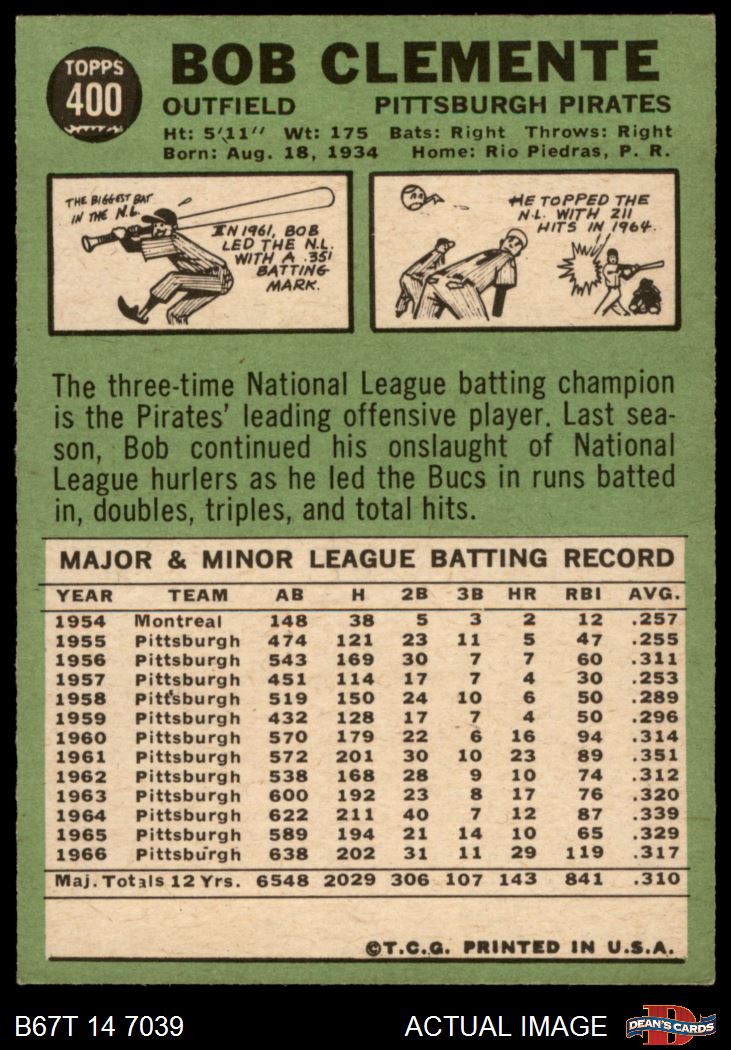 TOPPS
400
BOB CLEMENTE
OUTFIELD PITTSBURGH PIRATES
Ht: 5'11" Wt: 175 Bats: Right Throws: Right
Born: Aug. 18, 1934 Home: Rio Piedras, P. R.
THE BIGGEST BAT
IN THE N.L.
IN 1961, BOB
LED THE N.L.
WITH A .351
BATTING
MARK.
HE TOPPED THE
N.L. WITH 211
HITS IN 1964.
The three-time National League batting champion
is the Pirates' leading offensive player. Last sea-
son, Bob continued his onslaught of National
League hurlers as he led the Bucs in runs batted
in, doubles, triples, and total hits.
MAJOR & MINOR LEAGUE BATTING RECORD
YEAR TEAM AB H 2B 3B HR RBI AVG.
1954 Montreal 148 38 5 3 2 12 .257
1955 Pittsburgh 474 121 23 11 5 47 .255
1956 Pittsburgh 543 169 30 7 7 60 .311
1957 Pittsburgh 451 114 17 7 4 30 .253
1958 Pittsburgh 519 150 24 10 6 50 .289
1959 Pittsburgh 432 128 17 7 4 50 .296
1960 Pittsburgh 570 179 22 6 16 94 .314
1961 Pittsburgh 572 201 30 10 23 89 .351
1962 Pittsburgh 538 168 28 9 10 74 .312
1963 Pittsburgh 600 192 23 8 17 76 .320
1964 Pittsburgh 622 211 40 7 12 87 .339
1965 Pittsburgh 589 194 21 14 10 65 .329
1966 Pittsburgh 638 202 31 11 29 119 .317
Maj. Totals 12 Yrs. 6548 2029 306 107 143 841 .310
©T.C.G. PRINTED IN U.S.A.
B67T 14 7039 ACTUAL IMAGE
D
DEAN'S CARDS